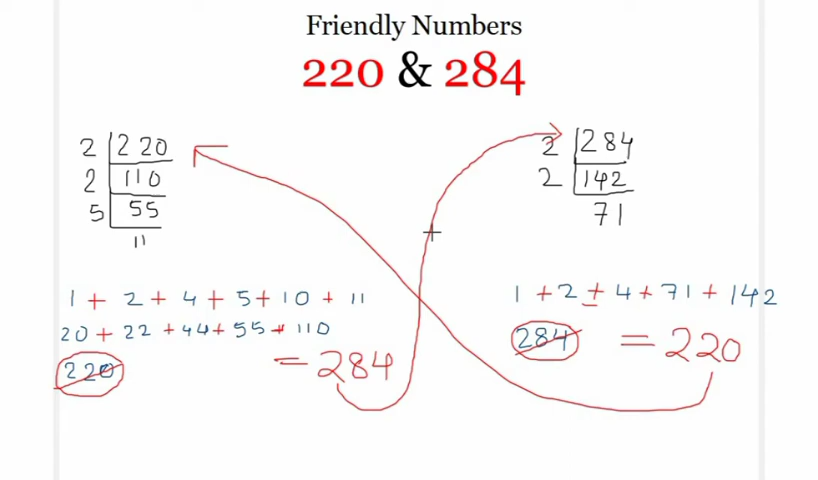 Friendly Numbers
220 & 284
2 220
2 110
5 55
11
2 284
2 142
71
1 + 2 + 4 + 5 + 10 + 11
20 + 22 + 44 + 55 + 110
220
= 284
1 + 2 + 4 + 71 + 142
284
= 220